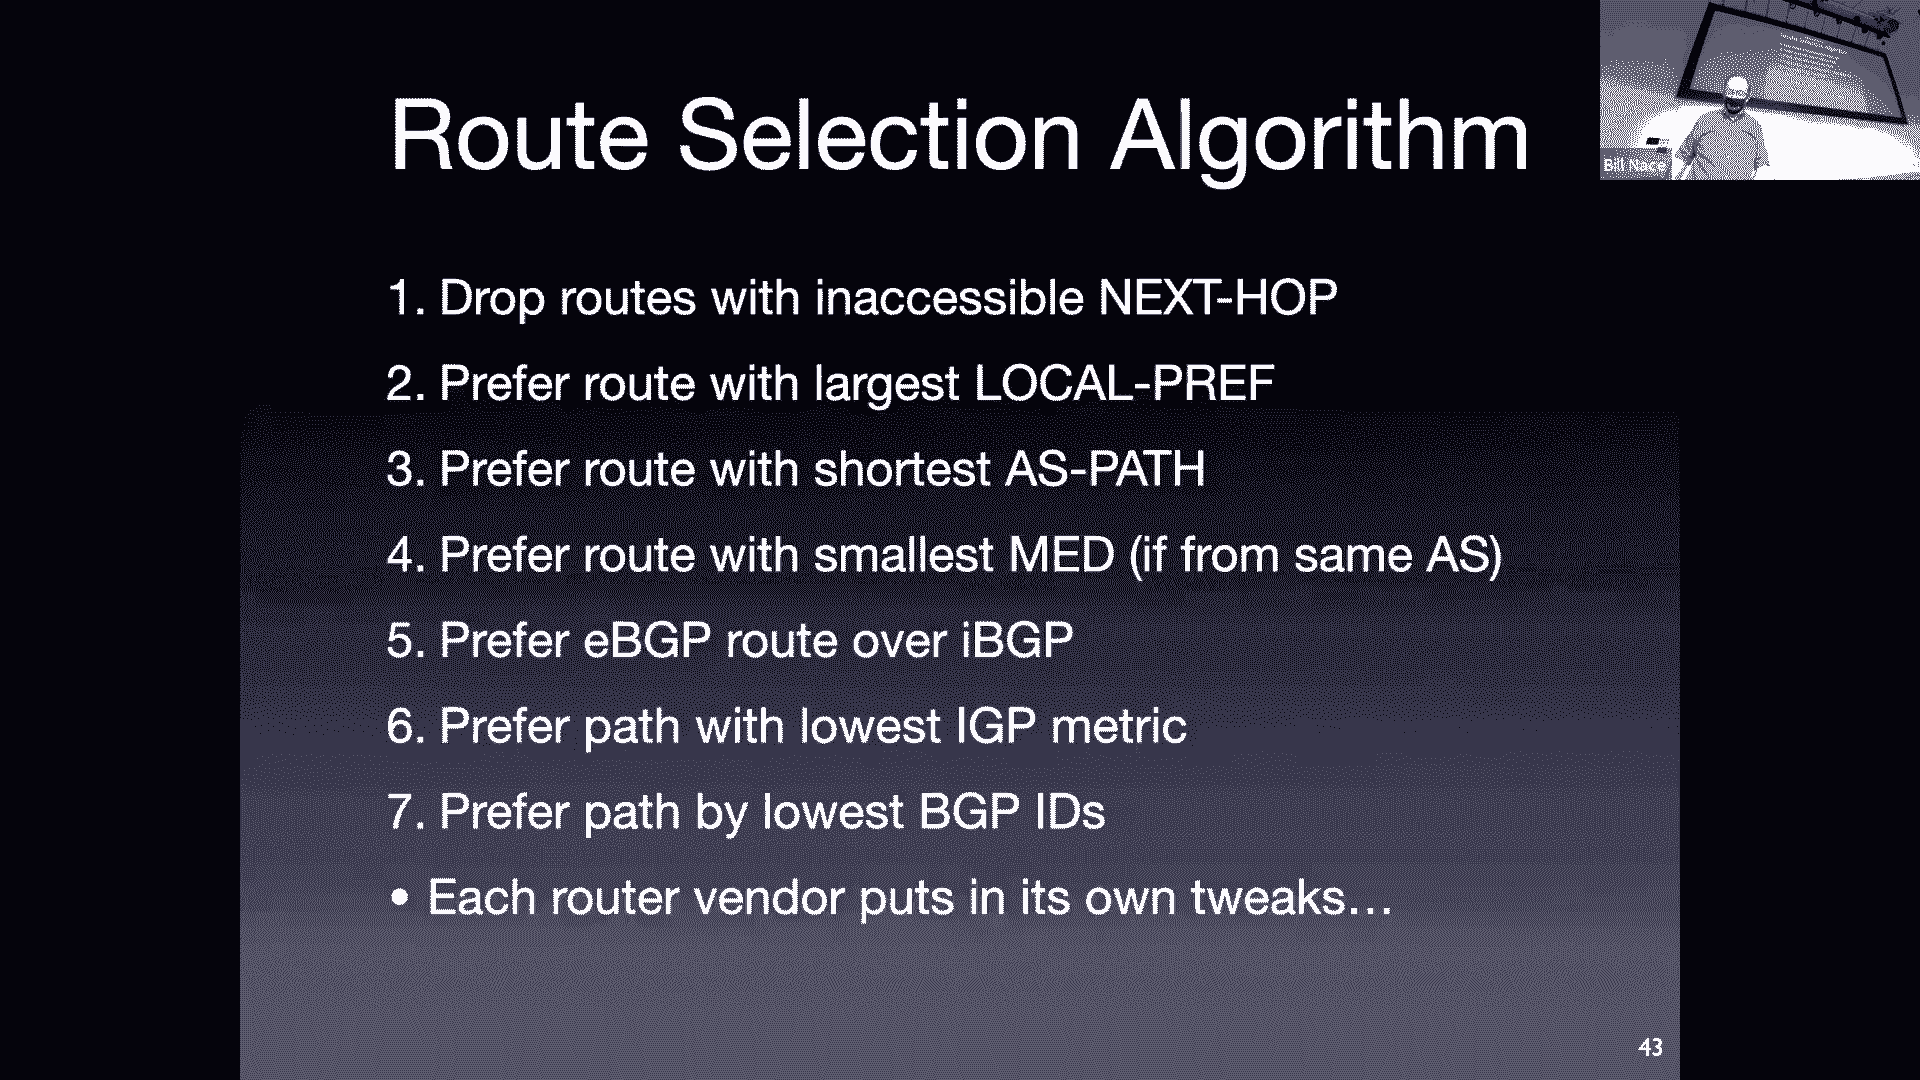 Route Selection Algorithm
Bill Nace
1. Drop routes with inaccessible NEXT-HOP
2. Prefer route with largest LOCAL-PREF
3. Prefer route with shortest AS-PATH
4. Prefer route with smallest MED (if from same AS)
5. Prefer eBGP route over iBGP
6. Prefer path with lowest IGP metric
7. Prefer path by lowest BGP IDs
• Each router vendor puts in its own tweaks…
43